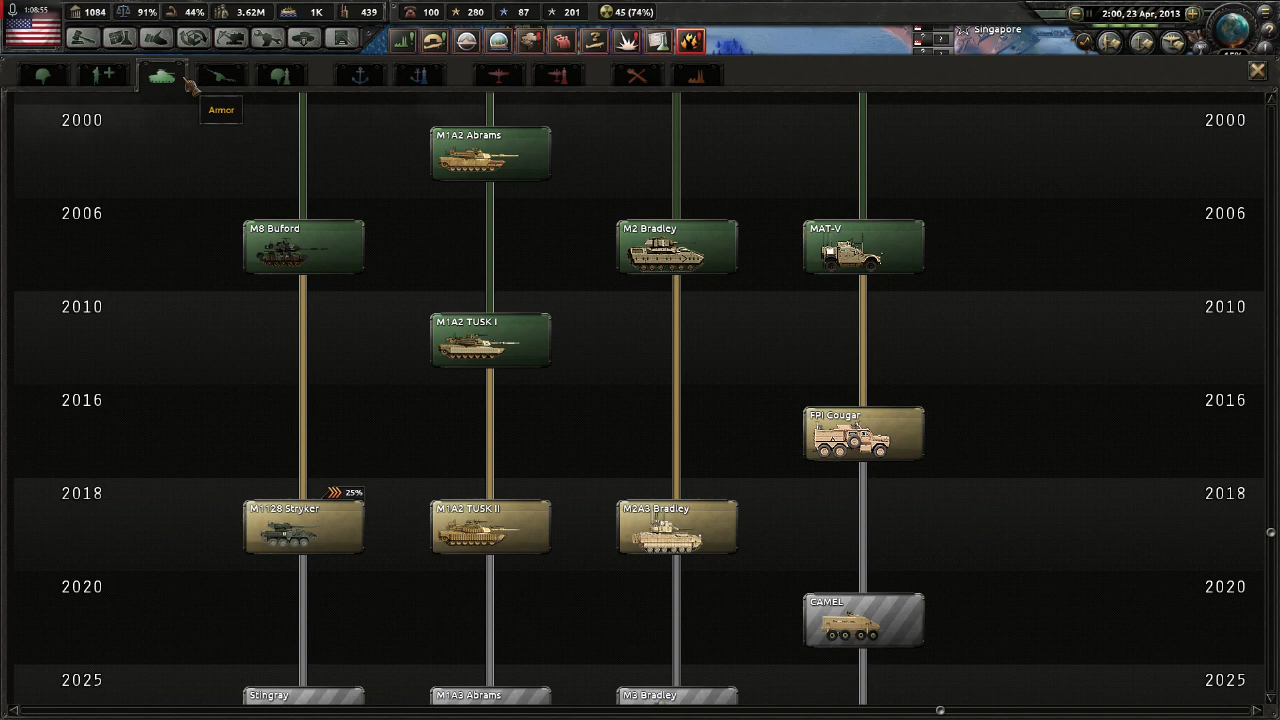 1:08:55
1084
91%
44%
3.62M
1K
439
100
280
87
201
45 (74%)
2:00, 23 Apr, 2013
?
?
?
Singapore
Armor
2000
M1A2 Abrams
2000
2006
M8 Buford
M2 Bradley
MAT-V
2006
2010
M1A2 TUSK I
2010
2016
FPI Cougar
2016
2018
25%
M1128 Stryker
M1A2 TUSK II
M2A3 Bradley
2018
2020
CAMEL
2020
2025
Stingray
M1A3 Abrams
M3 Bradley
2025